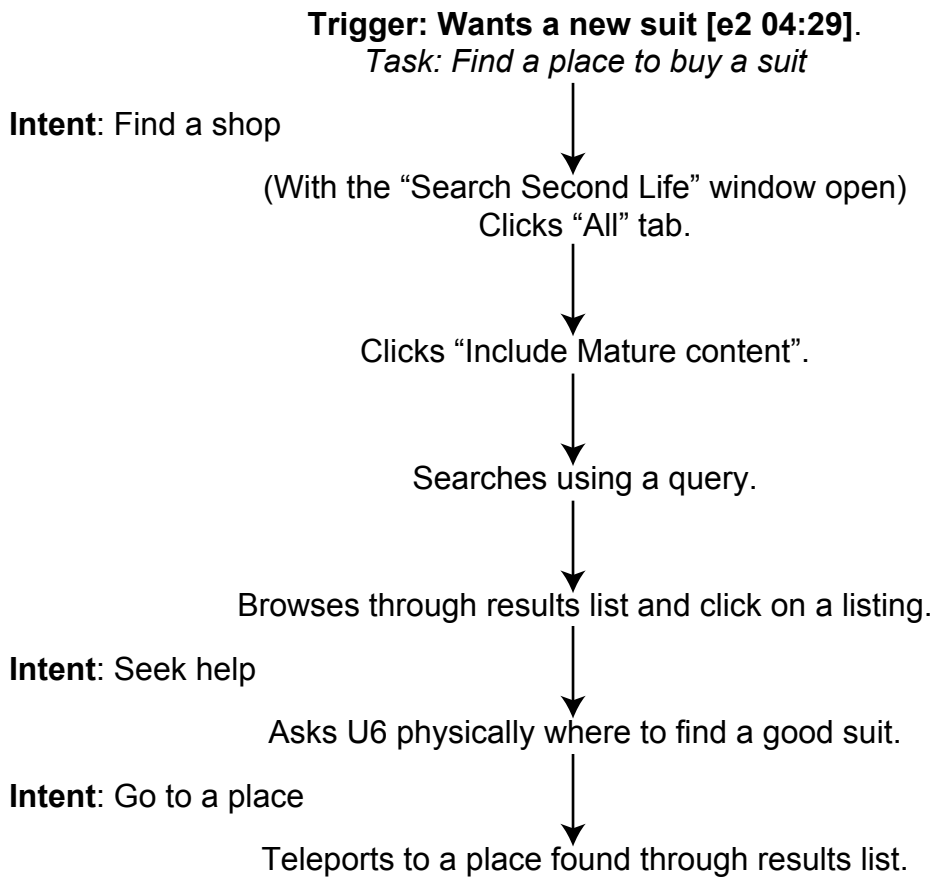 Trigger: Wants a new suit [e2 04:29].
Task: Find a place to buy a suit
Intent: Find a shop
(With the “Search Second Life” window open)
Clicks “All” tab.
Clicks “Include Mature content”.
Searches using a query.
Browses through results list and click on a listing.
Intent: Seek help
Asks U6 physically where to find a good suit.
Intent: Go to a place
Teleports to a place found through results list.